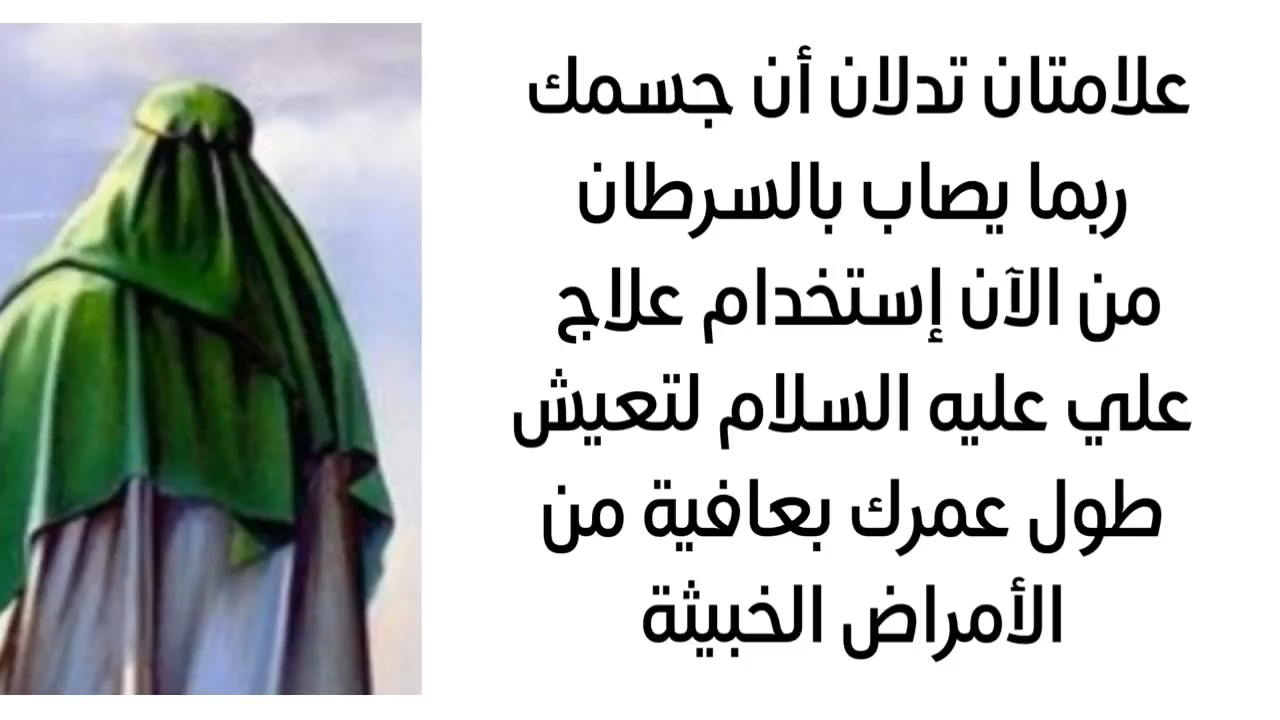 علامتان تدلان أن جسمك
ربما يصاب بالسرطان
من الآن إستخدام علاج
علي عليه السلام لتعيش
طول عمرك بعافية من
الأمراض الخبيثة